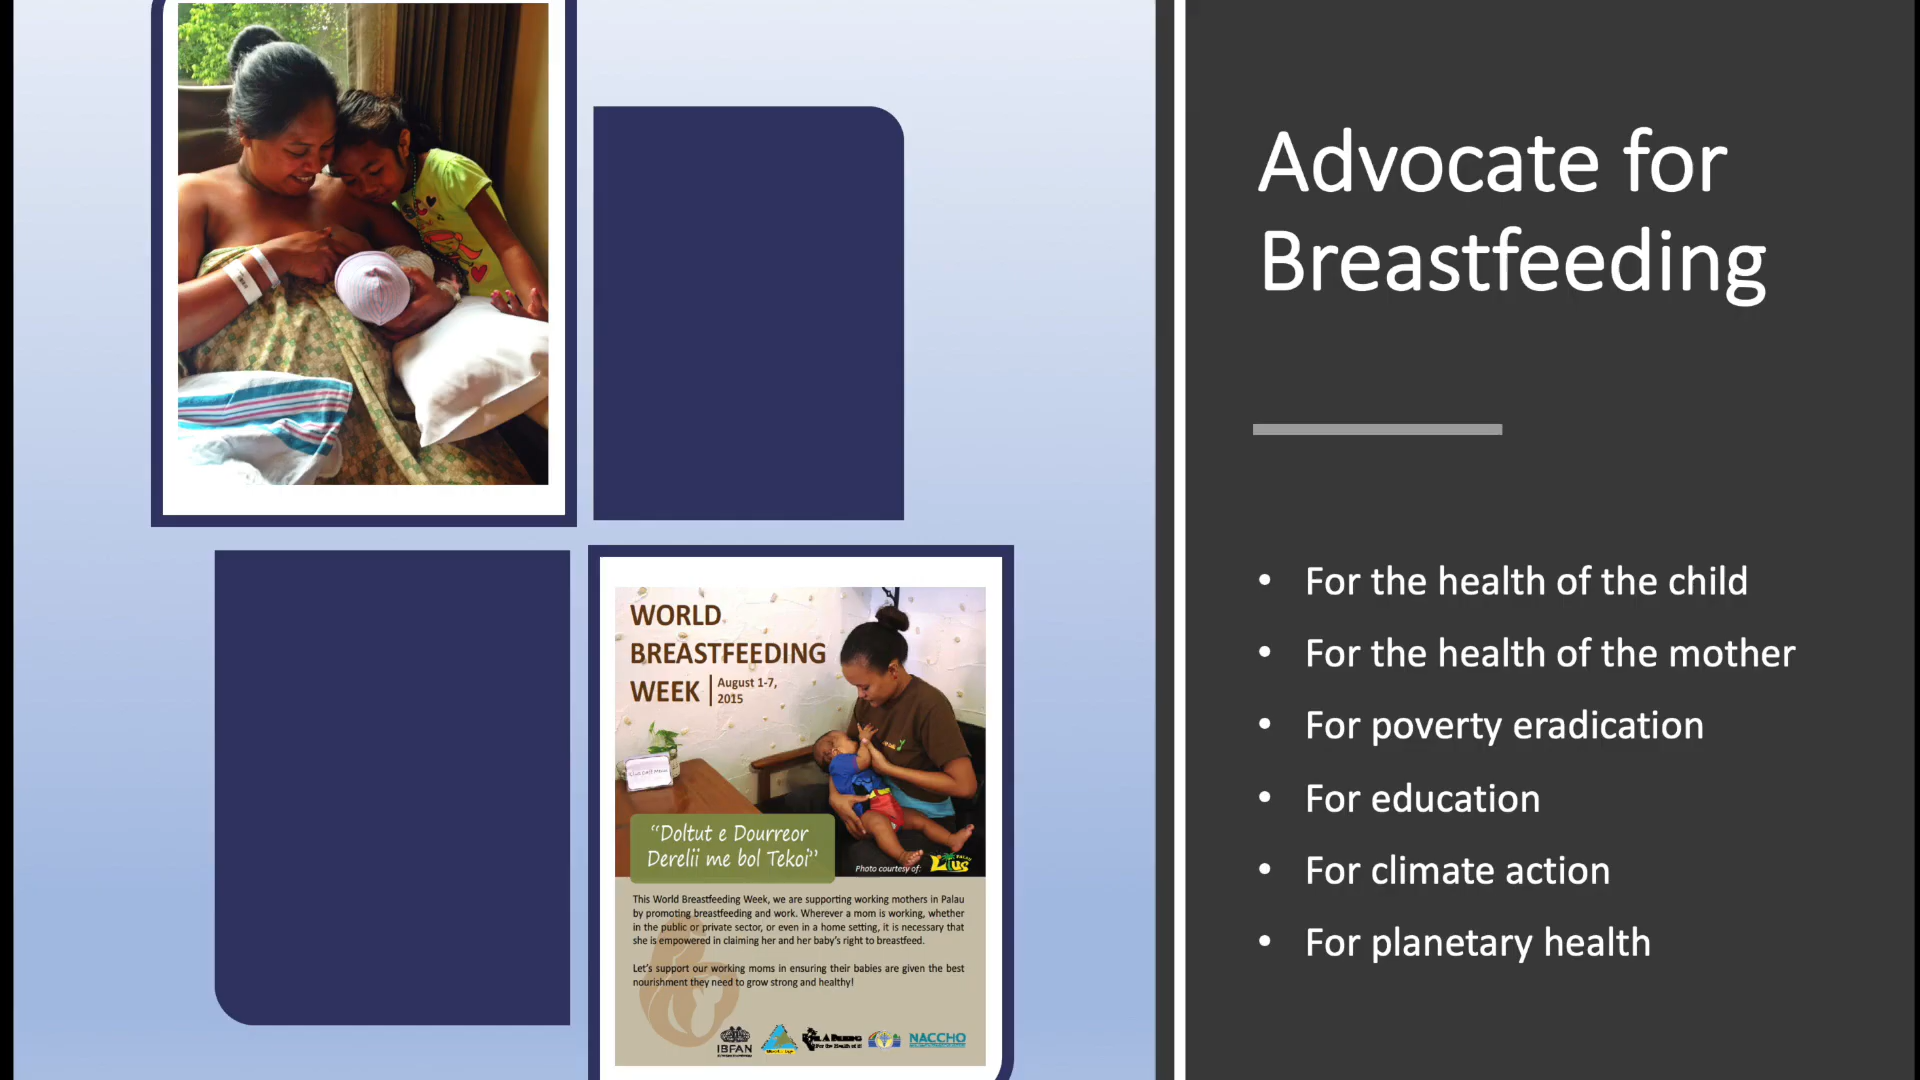 Advocate for
Breastfeeding
• For the health of the child
• For the health of the mother
• For poverty eradication
• For education
• For climate action
• For planetary health
WORLD
BREASTFEEDING
WEEK
August 1-7,
2015
"Doltut e Dourreor
Derelii me bol Tekoi"
Photo courtesy of:
This World Breastfeeding Week, we are supporting working mothers in Palau
by promoting breastfeeding and work. Wherever a mom is working, whether
in the public or private sector, or even in a home setting, it is necessary that
she is empowered in claiming her and her baby's right to breastfeed.
Let's support our working moms in ensuring their babies are given the best
nourishment they need to grow strong and healthy!
IBFAN
NACCHO